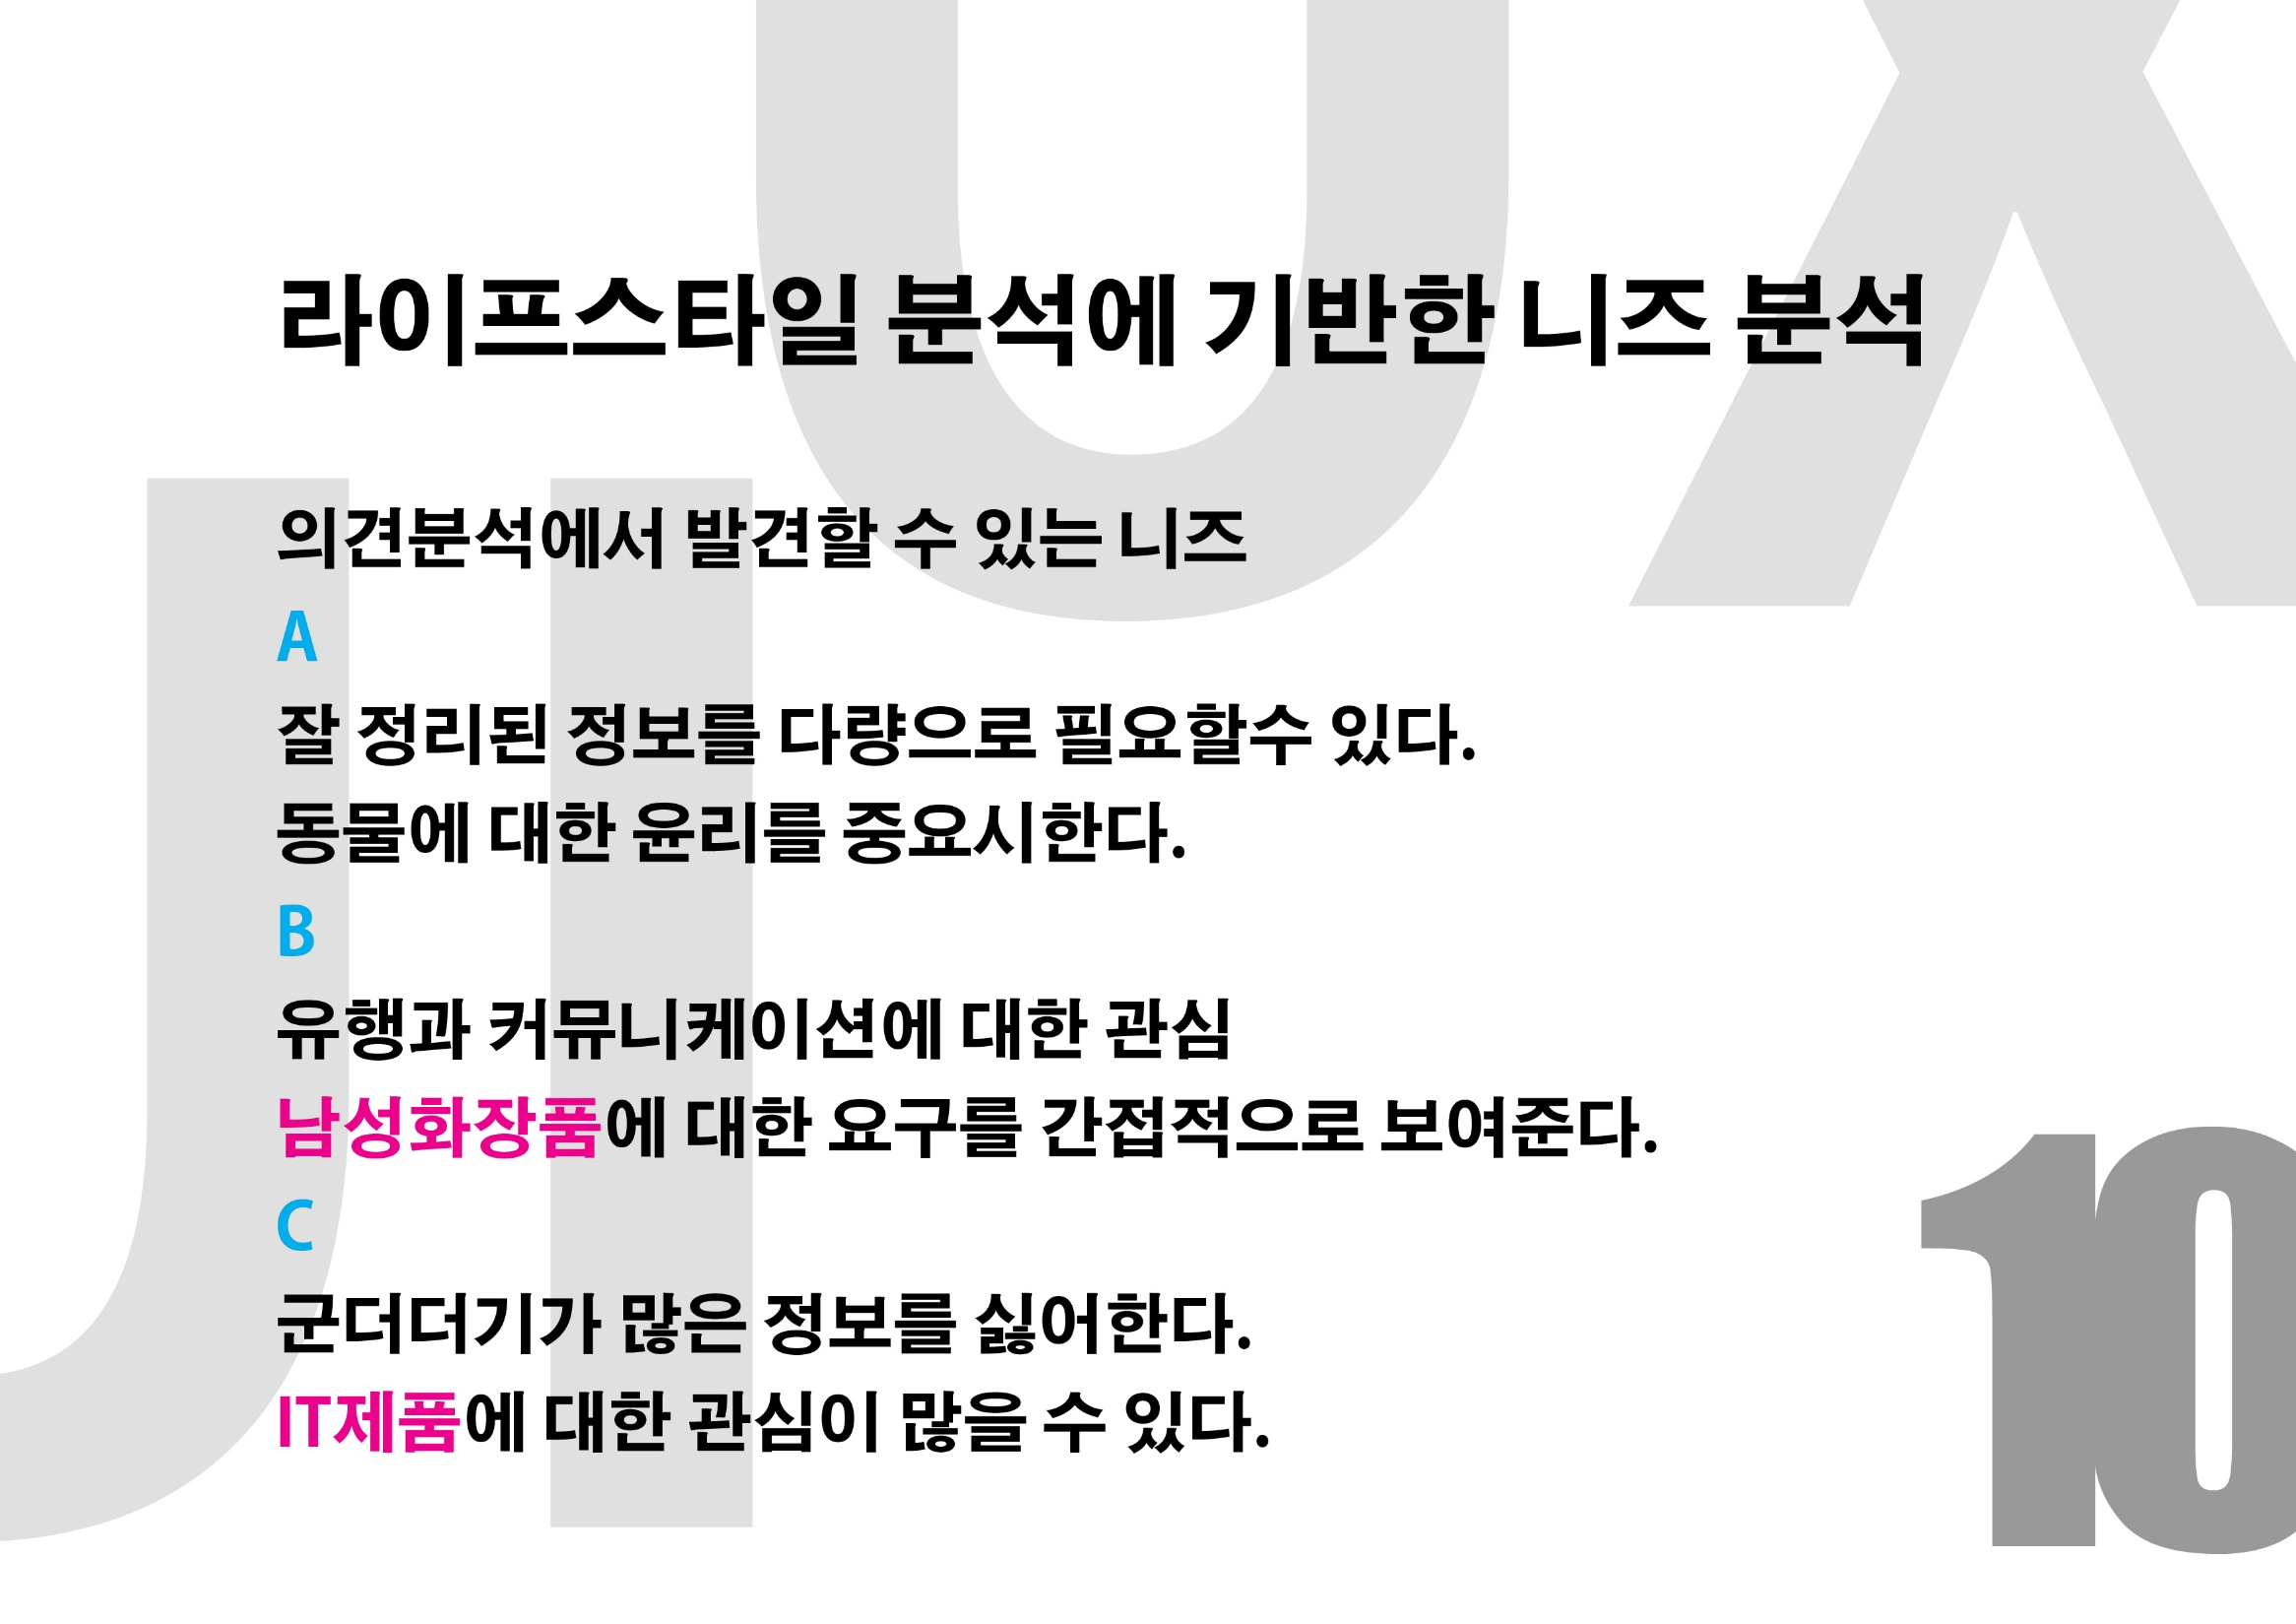 UX
라이프스타일 분석에 기반한 니즈 분석
UI
의견분석에서 발견할 수 있는 니즈
A
잘 정리된 정보를 다량으로 필요할수 있다.
동물에 대한 윤리를 중요시한다.
B
유행과 커뮤니케이션에 대한 관심
남성화장품에 대한 요구를 간접적으로 보여준다.
C
군더더기가 많은 정보를 싫어한다.
IT제품에 대한 관심이 많을 수 있다.
10